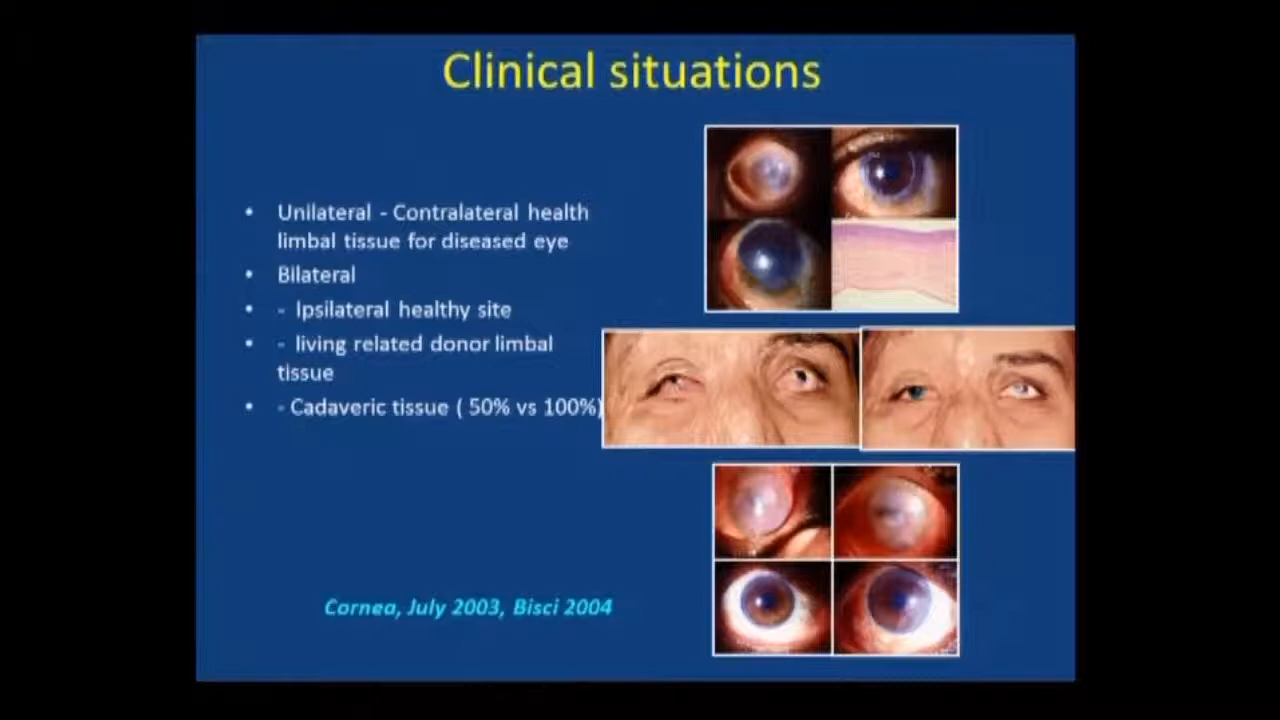 Clinical situations
• Unilateral - Contralateral health
limbal tissue for diseased eye
• Bilateral
• - Ipsilateral healthy site
• - living related donor limbal
tissue
• - Cadaveric tissue ( 50% vs 100%)
Cornea, July 2003, Bisci 2004